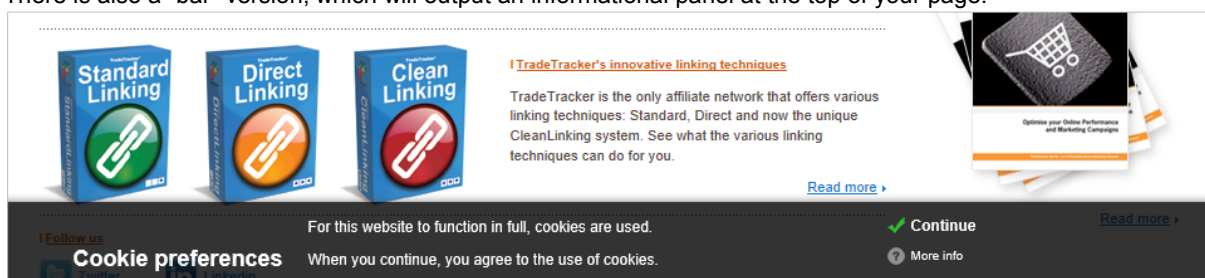 There is also a "bar" version, which will output an informational panel at the top of your page:
TradeTracker
Standard
Linking
StandardLinking
TradeTracker
Direct
Linking
DirectLinking
TradeTracker
Clean
Linking
CleanLinking
TradeTracker's innovative linking techniques
TradeTracker is the only affiliate network that offers various
linking techniques: Standard, Direct and now the unique
CleanLinking system. See what the various linking
techniques can do for you.
Read more
Optimise your Online Performance
and Marketing Campaigns
Read more
Follow us
Twitter
Linkedin
Cookie preferences
For this website to function in full, cookies are used.
When you continue, you agree to the use of cookies.
Continue
More info